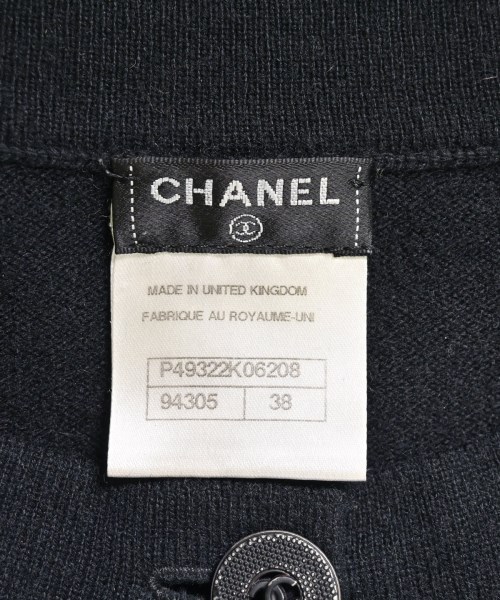 CHANEL
MADE IN UNITED KINGDOM
FABRIQUE AU ROYAUME-UNI
P49322K06208
94305 38